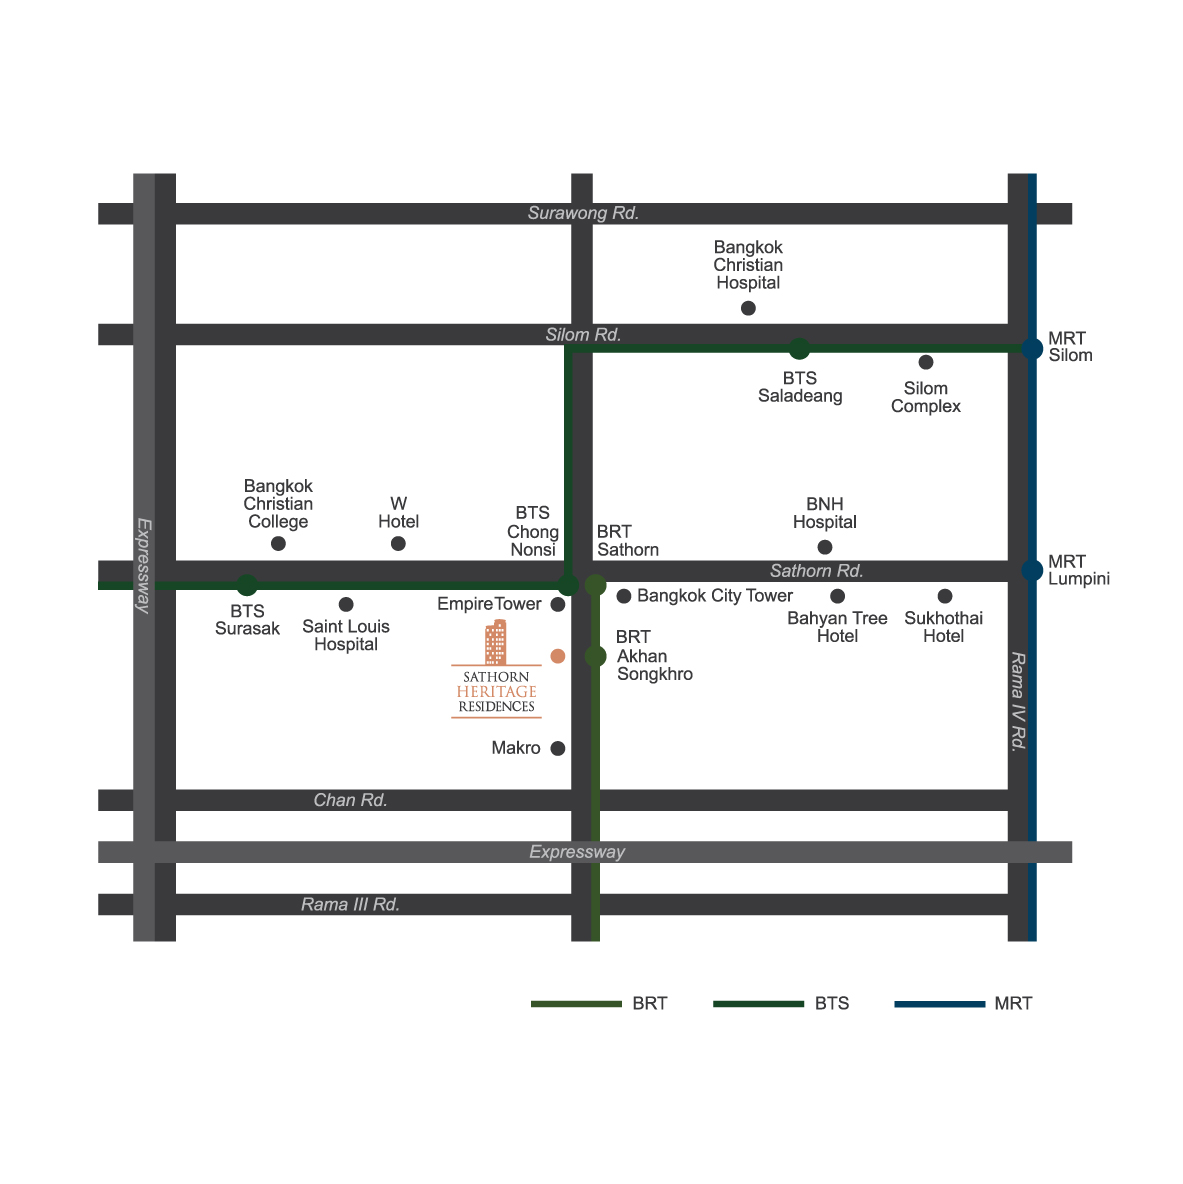 Surawong Rd.
Bangkok
Christian
Hospital
Silom Rd.
MRT
Silom
BTS
Saladeang
Silom
Complex
Bangkok
Christian
College
W
Hotel
BTS
Chong
Nonsi
BRT
Sathorn
BNH
Hospital
Expressway
Sathorn Rd.
MRT
Lumpini
BTS
Surasak
Saint Louis
Hospital
Empire Tower
Bangkok City Tower
Bahyan Tree
Hotel
Sukhothai
Hotel
BRT
Akhan
Songkhro
SATHORN
HERITAGE
RESIDENCES
Rama IV Rd.
Makro
Chan Rd.
Expressway
Rama III Rd.
BRT
BTS
MRT